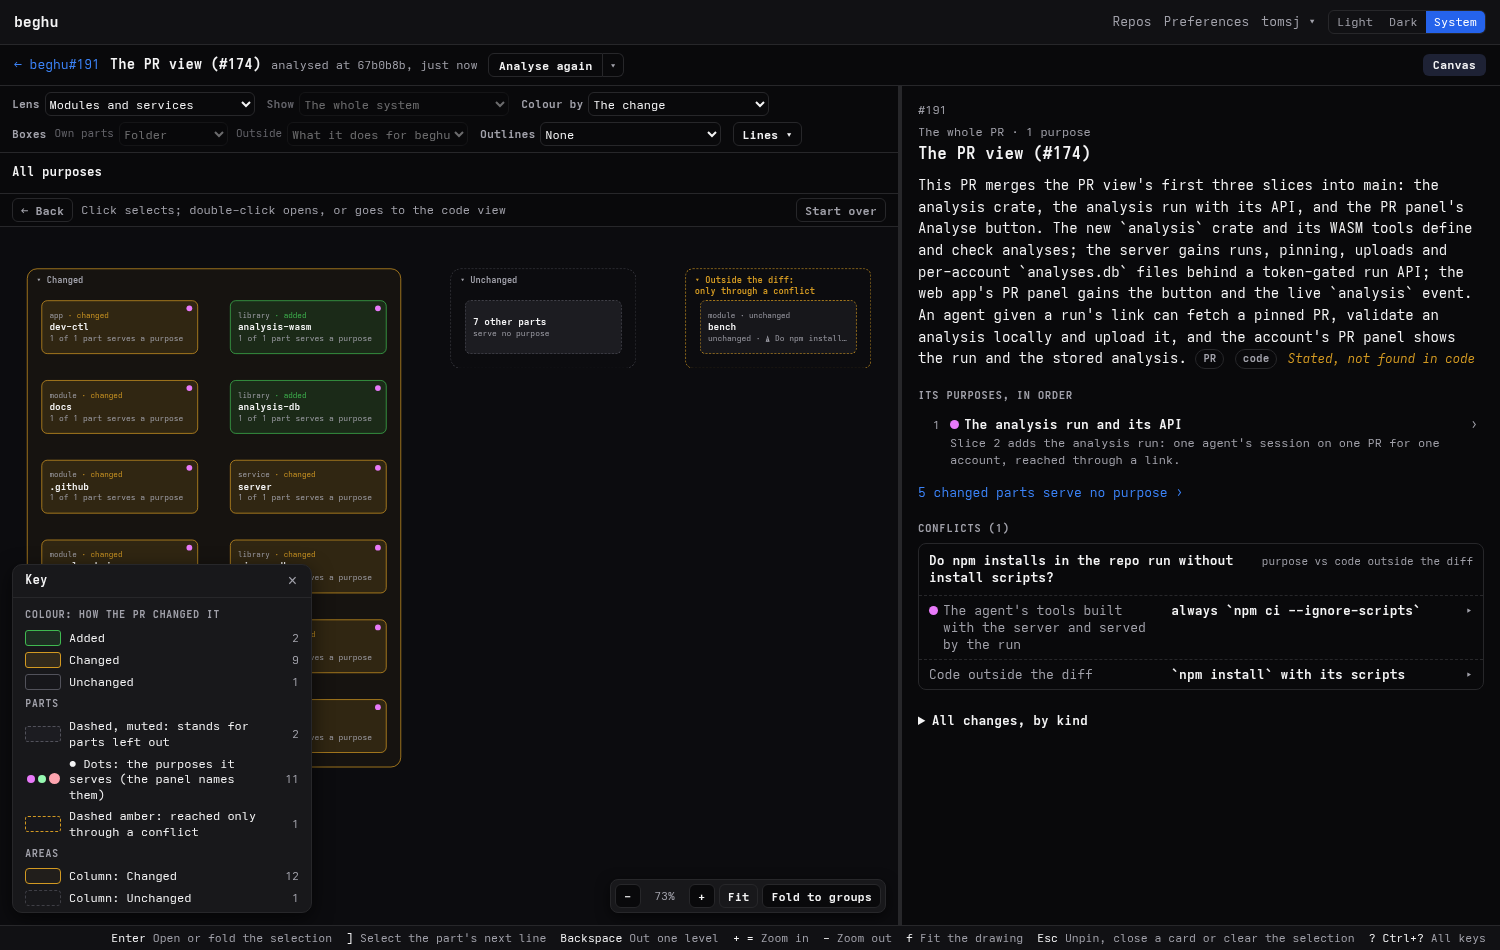 beghu
Repos Preferences tomsj ▾ Light Dark System
← beghu#191 The PR view (#174) analysed at 67b0b8b, just now Analyse again ▾ Canvas
Lens Modules and services Show The whole system Colour by The change
Boxes Own parts Folder Outside What it does for beghu Outlines None Lines ▾
All purposes
← Back Click selects; double-click opens, or goes to the code view Start over
▾ Changed
app · changed
dev-ctl
1 of 1 part serves a purpose
library · added
analysis-wasm
1 of 1 part serves a purpose
module · changed
docs
1 of 1 part serves a purpose
library · added
analysis-db
1 of 1 part serves a purpose
module · changed
.github
1 of 1 part serves a purpose
service · changed
server
1 of 1 part serves a purpose
module · changed
library · changed
ves a purpose
ves a purpose
ves a purpose
▾ Unchanged
7 other parts
serve no purpose
▾ Outside the diff:
only through a conflict
module · unchanged
bench
unchanged · Do npm install…
Key ×
COLOUR: HOW THE PR CHANGED IT
Added 2
Changed 9
Unchanged 1
PARTS
Dashed, muted: stands for
parts left out 2
● Dots: the purposes it
serves (the panel names 11
them)
Dashed amber: reached only
through a conflict 1
AREAS
Column: Changed 12
Column: Unchanged 1
− 73% + Fit Fold to groups
#191
The whole PR · 1 purpose
The PR view (#174)
This PR merges the PR view's first three slices into main: the
analysis crate, the analysis run with its API, and the PR panel's
Analyse button. The new `analysis` crate and its WASM tools define
and check analyses; the server gains runs, pinning, uploads and
per-account `analyses.db` files behind a token-gated run API; the
web app's PR panel gains the button and the live `analysis` event.
An agent given a run's link can fetch a pinned PR, validate an
analysis locally and upload it, and the account's PR panel shows
the run and the stored analysis. PR code Stated, not found in code
ITS PURPOSES, IN ORDER
1 The analysis run and its API ›
Slice 2 adds the analysis run: one agent's session on one PR for one
account, reached through a link.
5 changed parts serve no purpose ›
CONFLICTS (1)
Do npm installs in the repo run without purpose vs code outside the diff
install scripts?
The agent's tools built always `npm ci --ignore-scripts` ▸
with the server and served
by the run
Code outside the diff `npm install` with its scripts ▸
▶ All changes, by kind
Enter Open or fold the selection ] Select the part's next line Backspace Out one level + = Zoom in − Zoom out f Fit the drawing Esc Unpin, close a card or clear the selection ? Ctrl+? All keys